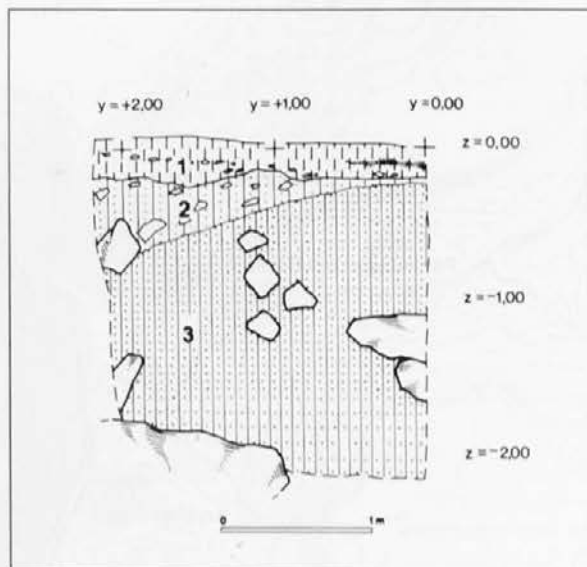 y = +2,00 y = +1,00 y = 0,00
z = 0,00
1
2
z = -1,00
3
z = -2,00
0 1 m